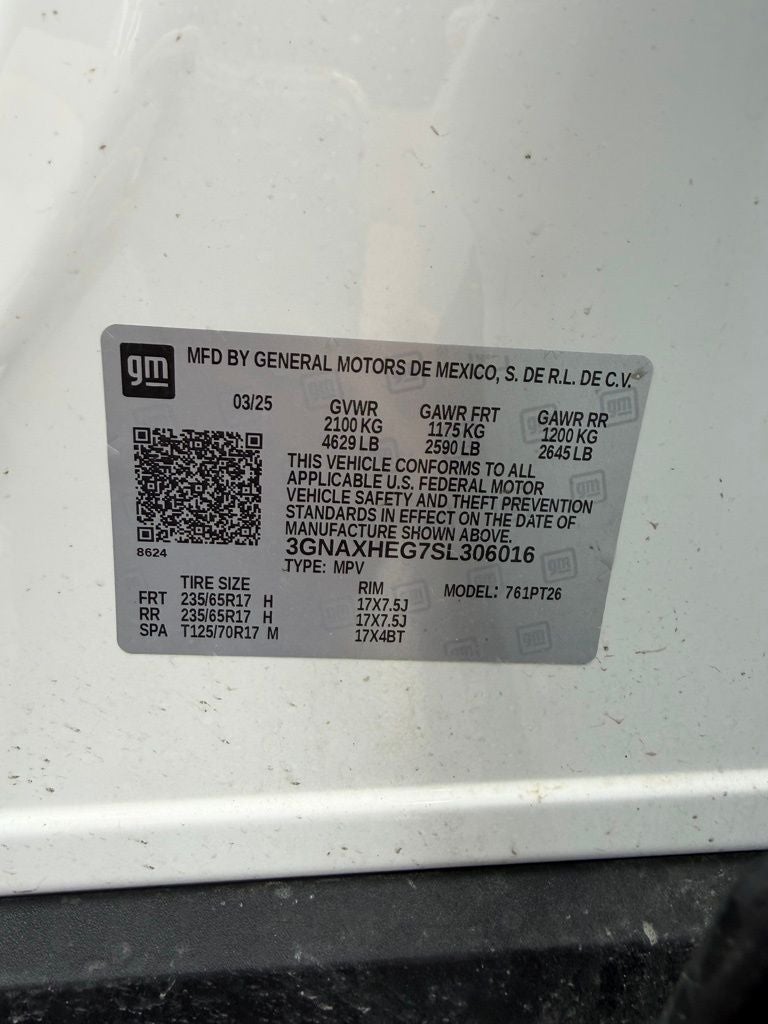 gm MFD BY GENERAL MOTORS DE MEXICO, S. DE R.L. DE C.V.
03/25 GVWR GAWR FRT GAWR RR
2100 KG 1175 KG 1200 KG
4629 LB 2590 LB 2645 LB
THIS VEHICLE CONFORMS TO ALL
APPLICABLE U.S. FEDERAL MOTOR
VEHICLE SAFETY AND THEFT PREVENTION
STANDARDS IN EFFECT ON THE DATE OF
MANUFACTURE SHOWN ABOVE.
8624 3GNAXHEG7SL306016
TYPE: MPV
TIRE SIZE RIM MODEL: 761PT26
FRT 235/65R17 H 17X7.5J
RR 235/65R17 H 17X7.5J
SPA T125/70R17 M 17X4BT